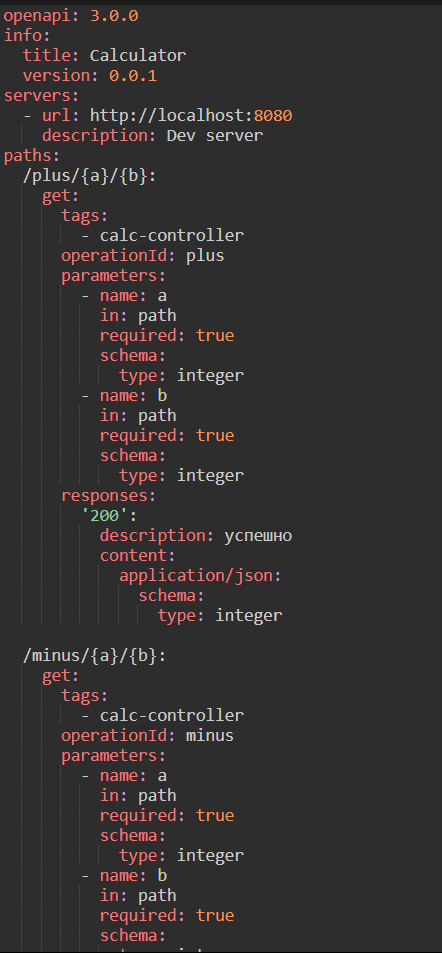 openapi: 3.0.0
info:
  title: Calculator
  version: 0.0.1
servers:
  - url: http://localhost:8080
    description: Dev server
paths:
  /plus/{a}/{b}:
    get:
      tags:
        - calc-controller
      operationId: plus
      parameters:
        - name: a
          in: path
          required: true
          schema:
            type: integer
        - name: b
          in: path
          required: true
          schema:
            type: integer
      responses:
        '200':
          description: успешно
          content:
            application/json:
              schema:
                type: integer

  /minus/{a}/{b}:
    get:
      tags:
        - calc-controller
      operationId: minus
      parameters:
        - name: a
          in: path
          required: true
          schema:
            type: integer
        - name: b
          in: path
          required: true
          schema: